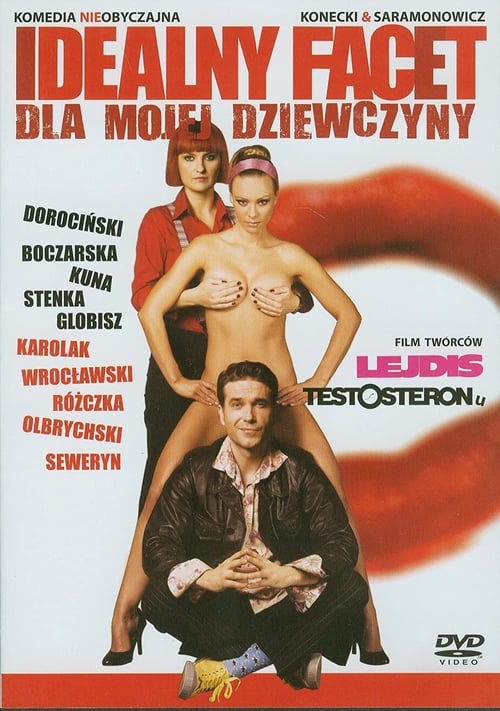 KOMEDIA NIEOBYCZAJNA
KONECKI & SARAMONOWICZ
IDEALNY FACET
DLA MOJEJ DZIEWCZYNY
DOROCIŃSKI
BOCZARSKA
KUNA
STENKA
GLOBISZ
KAROLAK
WROCŁAWSKI
RÓŻCZKA
OLBRYCHSKI
SEWERYN
FILM TWÓRCÓW
LEJDIS
TESTOSTERONu
DVD
VIDEO